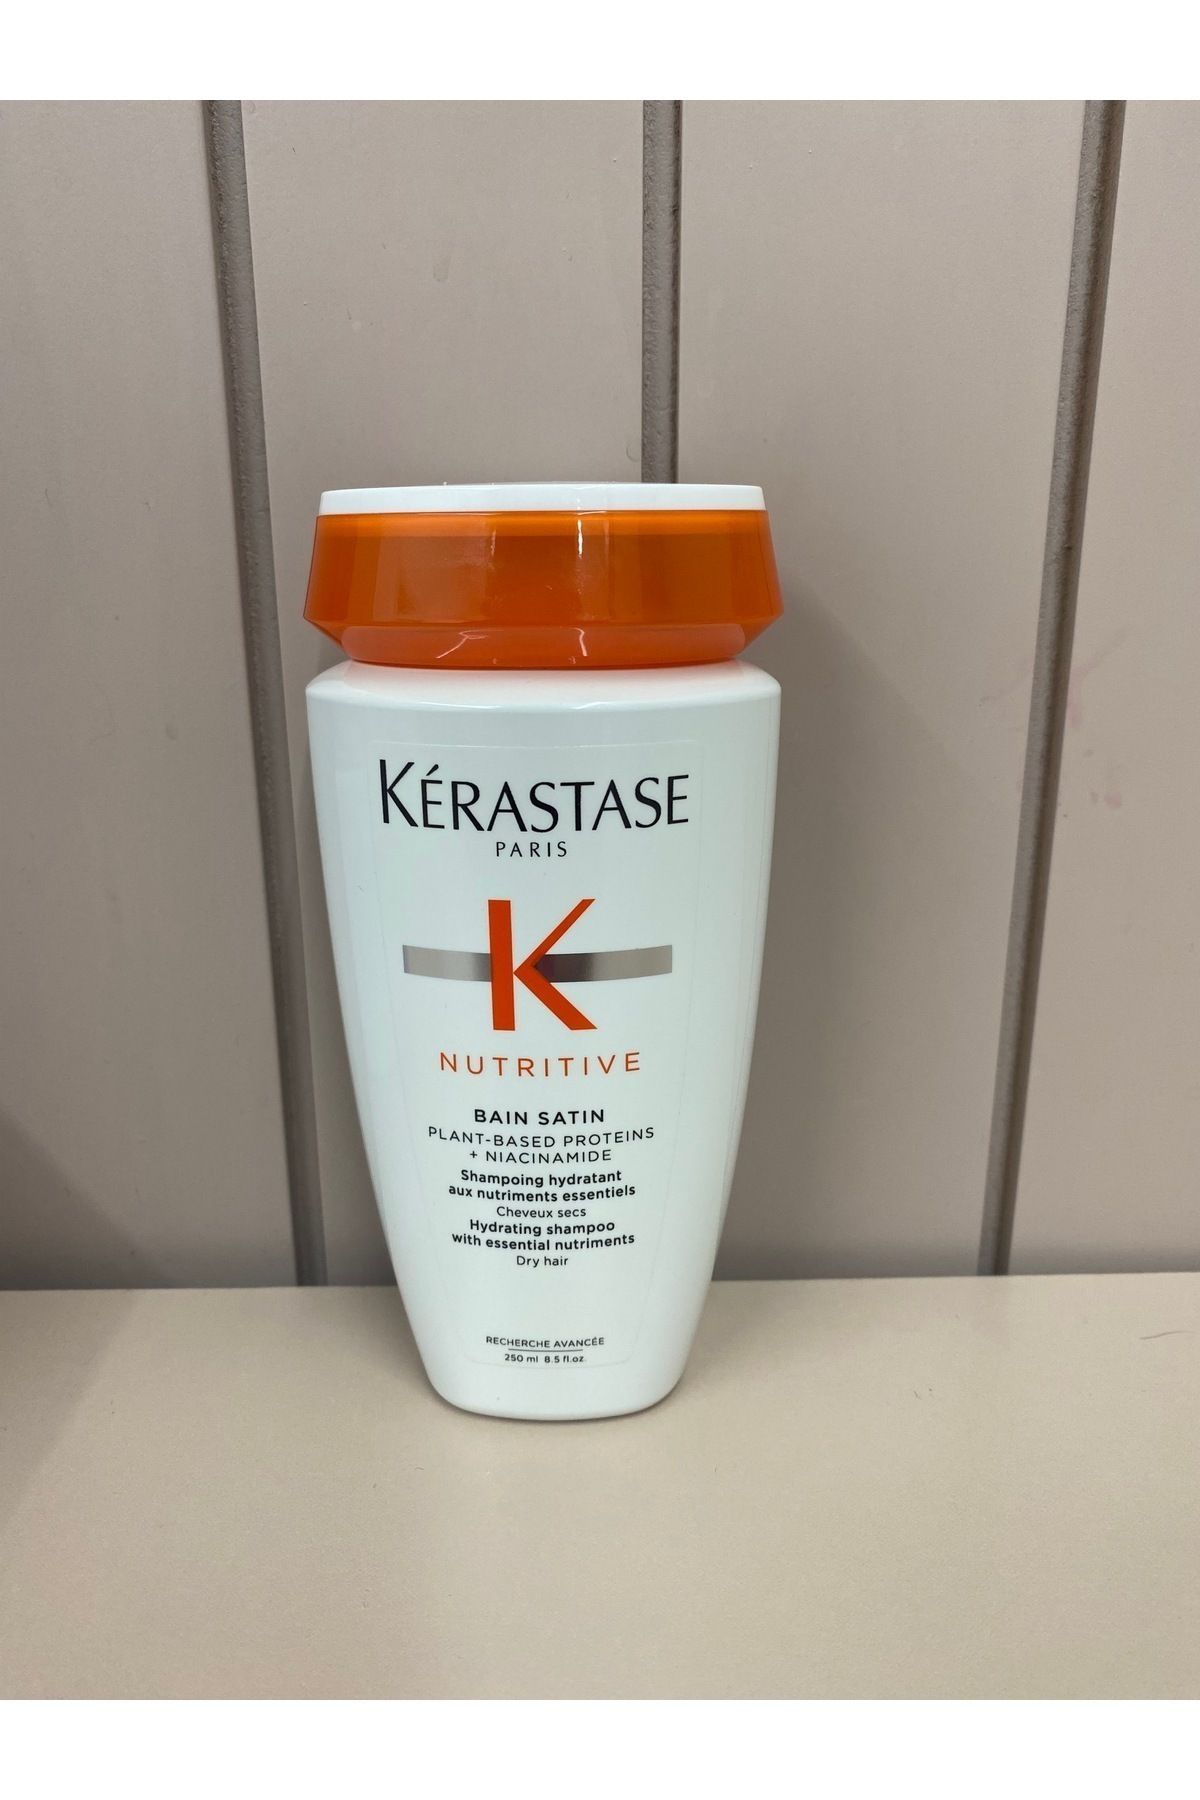 KÉRASTASE
PARIS
K
NUTRITIVE
BAIN SATIN
PLANT-BASED PROTEINS
+ NIACINAMIDE
Shampoing hydratant
aux nutriments essentiels
Cheveux secs
Hydrating shampoo
with essential nutriments
Dry hair
RECHERCHE AVANCÉE
250 ml 8.5 fl.oz.